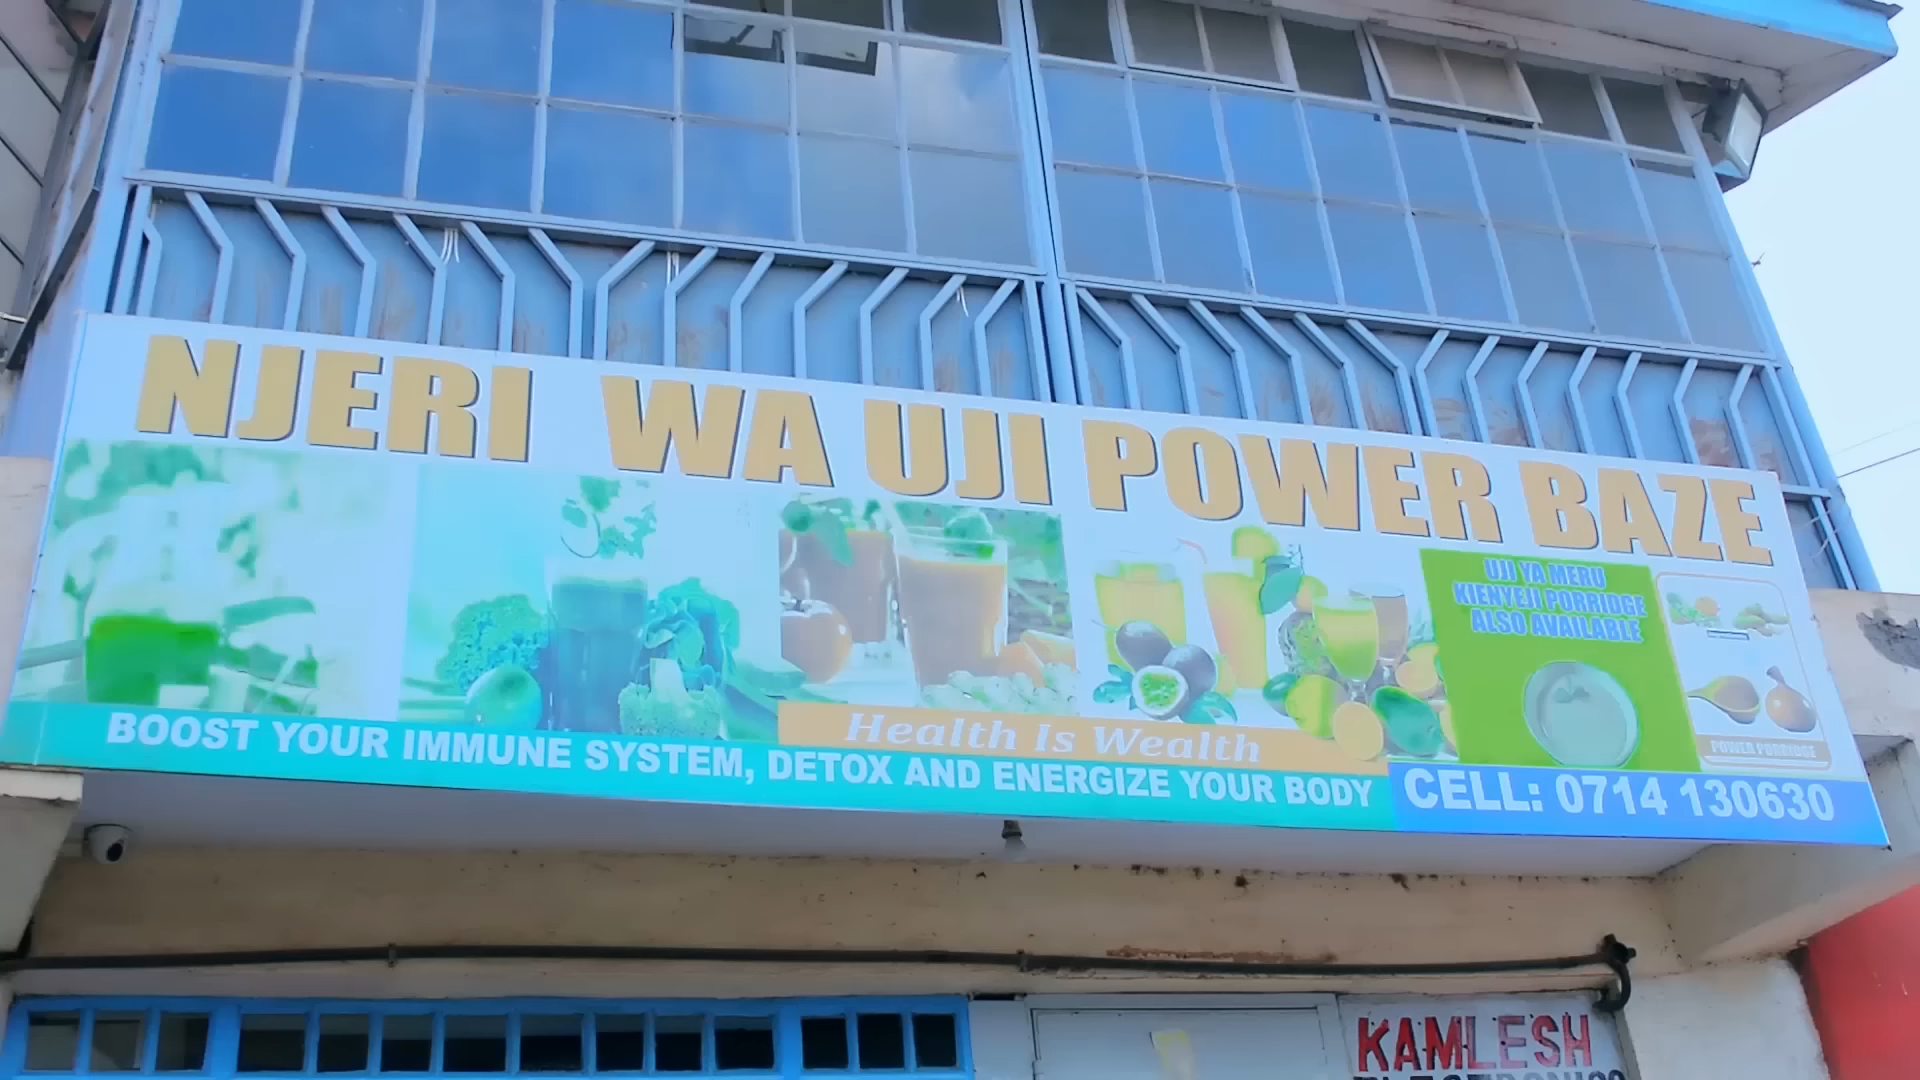 NJERI WA UJI POWER BAZE
UJI YA MERU
KIENYEJI PORRIDGE
ALSO AVAILABLE
POWER PORRIDGE
Health Is Wealth
BOOST YOUR IMMUNE SYSTEM, DETOX AND ENERGIZE YOUR BODY
CELL: 0714 130630
KAMLESH